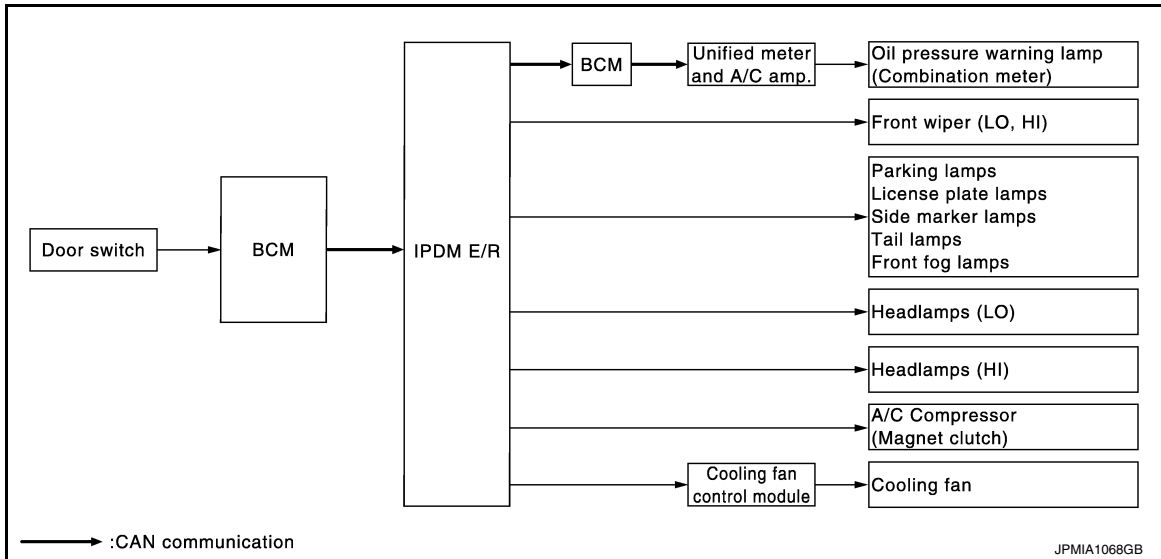 Door switch
BCM
IPDM E/R
BCM
Unified meter
and A/C amp.
Oil pressure warning lamp
(Combination meter)
Front wiper (LO, HI)
Parking lamps
License plate lamps
Side marker lamps
Tail lamps
Front fog lamps
Headlamps (LO)
Headlamps (HI)
A/C Compressor
(Magnet clutch)
Cooling fan
control module
Cooling fan
:CAN communication
JPMIA1068GB